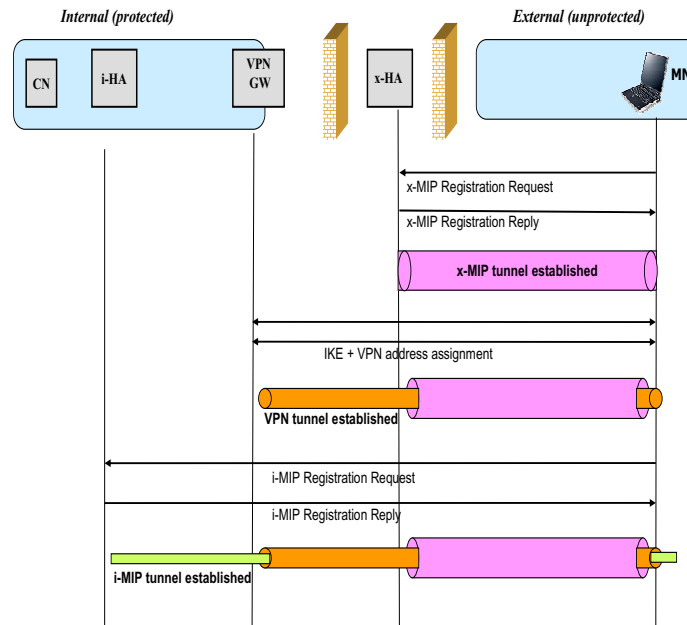 Internal (protected)
External (unprotected)
CN
i-HA
VPN
GW
x-HA
MN
x-MIP Registration Request
x-MIP Registration Reply
x-MIP tunnel established
IKE + VPN address assignment
VPN tunnel established
i-MIP Registration Request
i-MIP Registration Reply
i-MIP tunnel established